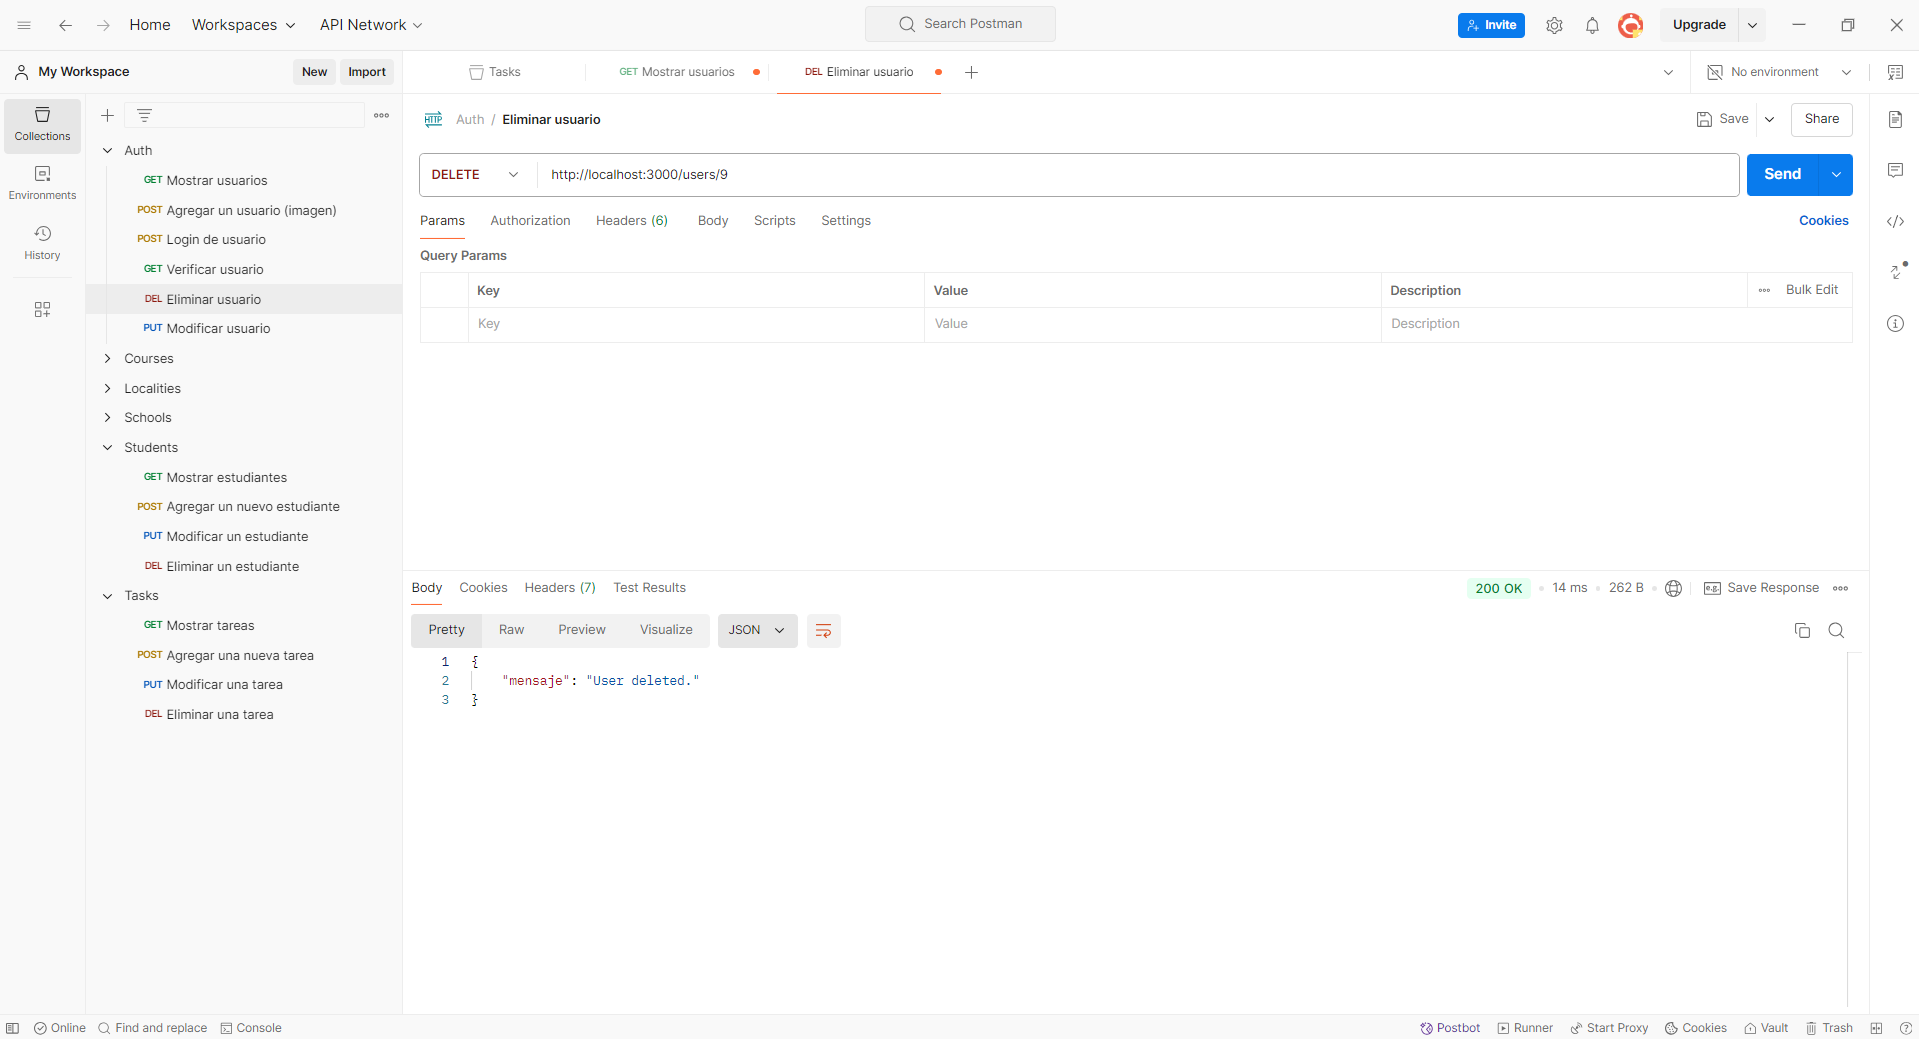 Home Workspaces API Network Search Postman Invite Upgrade
My Workspace New Import Tasks GET Mostrar usuarios DEL Eliminar usuario No environment
Collections
Environments
History
Auth
GET Mostrar usuarios
POST Agregar un usuario (imagen)
POST Login de usuario
GET Verificar usuario
DEL Eliminar usuario
PUT Modificar usuario
Courses
Localities
Schools
Students
GET Mostrar estudiantes
POST Agregar un nuevo estudiante
PUT Modificar un estudiante
DEL Eliminar un estudiante
Tasks
GET Mostrar tareas
POST Agregar una nueva tarea
PUT Modificar una tarea
DEL Eliminar una tarea
HTTP Auth / Eliminar usuario Save Share
DELETE http://localhost:3000/users/9 Send
Params Authorization Headers (6) Body Scripts Settings Cookies
Query Params
Key Value Description Bulk Edit
Key Value Description
Body Cookies Headers (7) Test Results 200 OK 14 ms 262 B e.g. Save Response
Pretty Raw Preview Visualize JSON
1 {
2 "mensaje": "User deleted."
3 }
Online Find and replace Console Postbot Runner Start Proxy Cookies Vault Trash